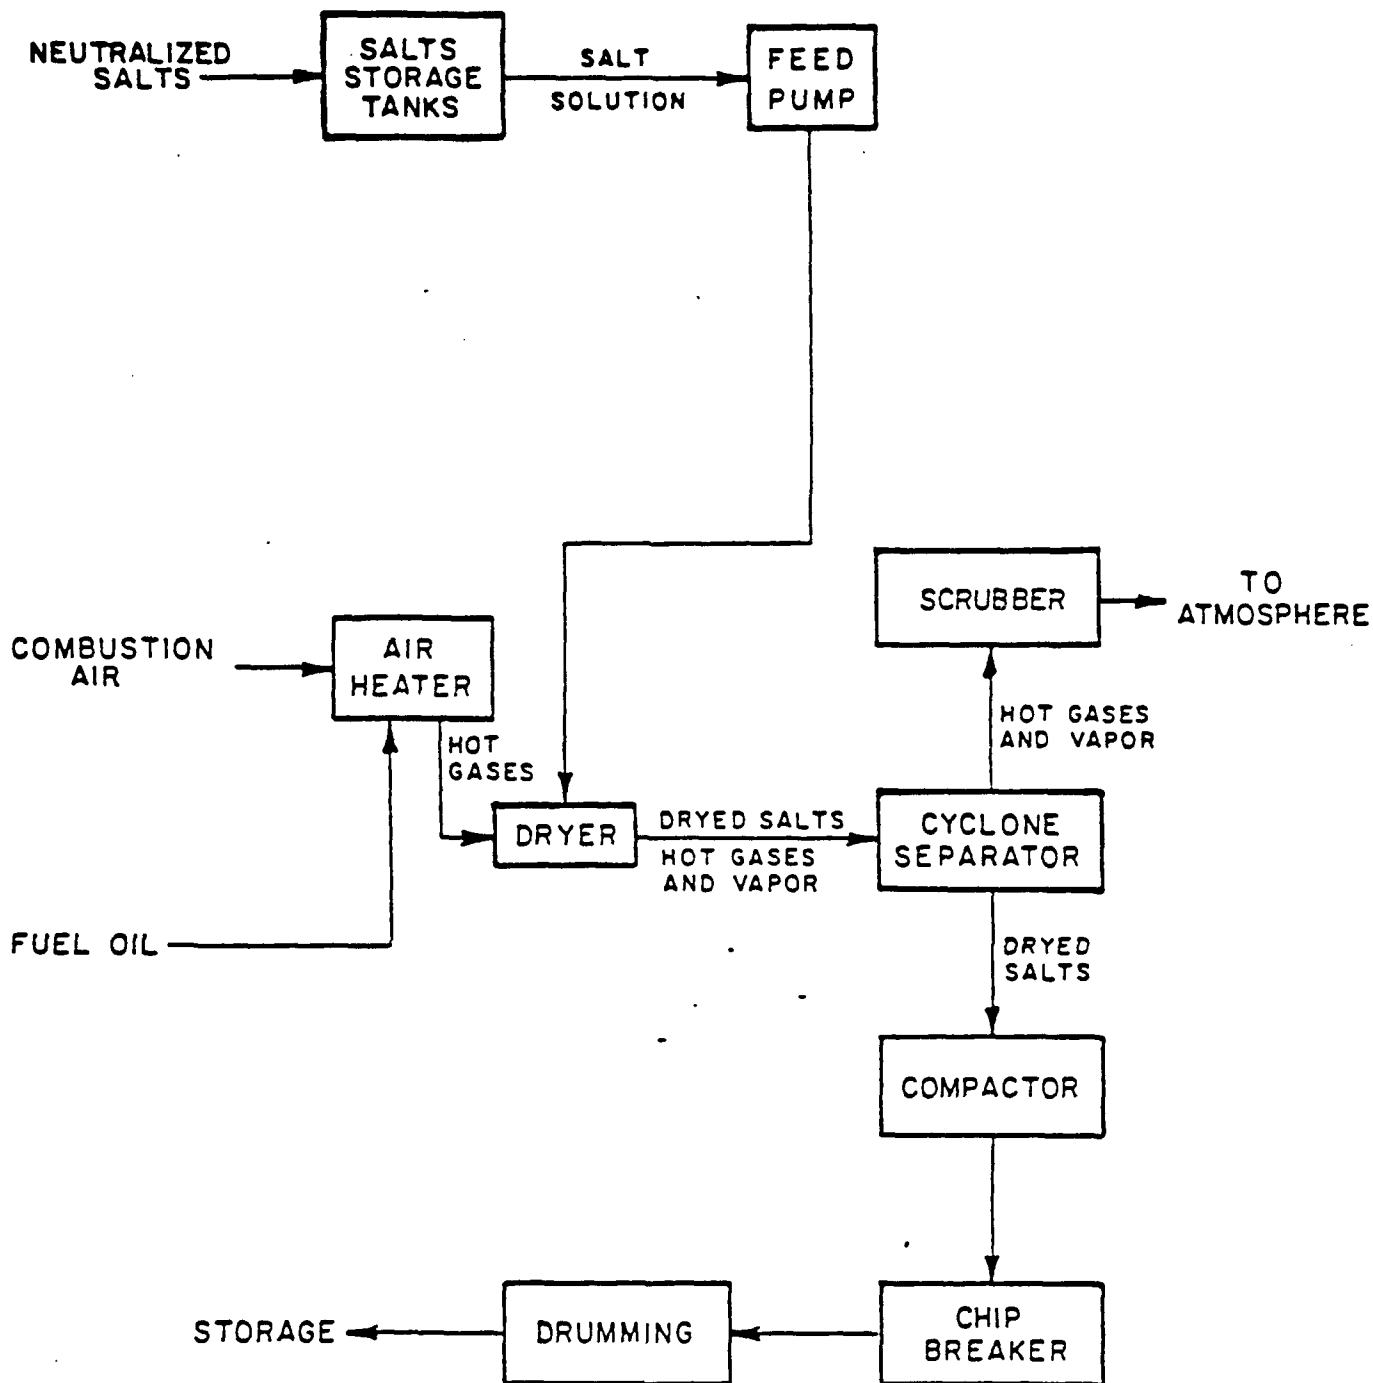 NEUTRALIZED
SALTS
SALTS
STORAGE
TANKS
SALT
SOLUTION
FEED
PUMP
SCRUBBER
TO
ATMOSPHERE
COMBUSTION
AIR
AIR
HEATER
HOT
GASES
HOT GASES
AND VAPOR
DRYER
DRYED SALTS
HOT GASES
AND VAPOR
CYCLONE
SEPARATOR
FUEL OIL
DRYED
SALTS
COMPACTOR
STORAGE
DRUMMING
CHIP
BREAKER